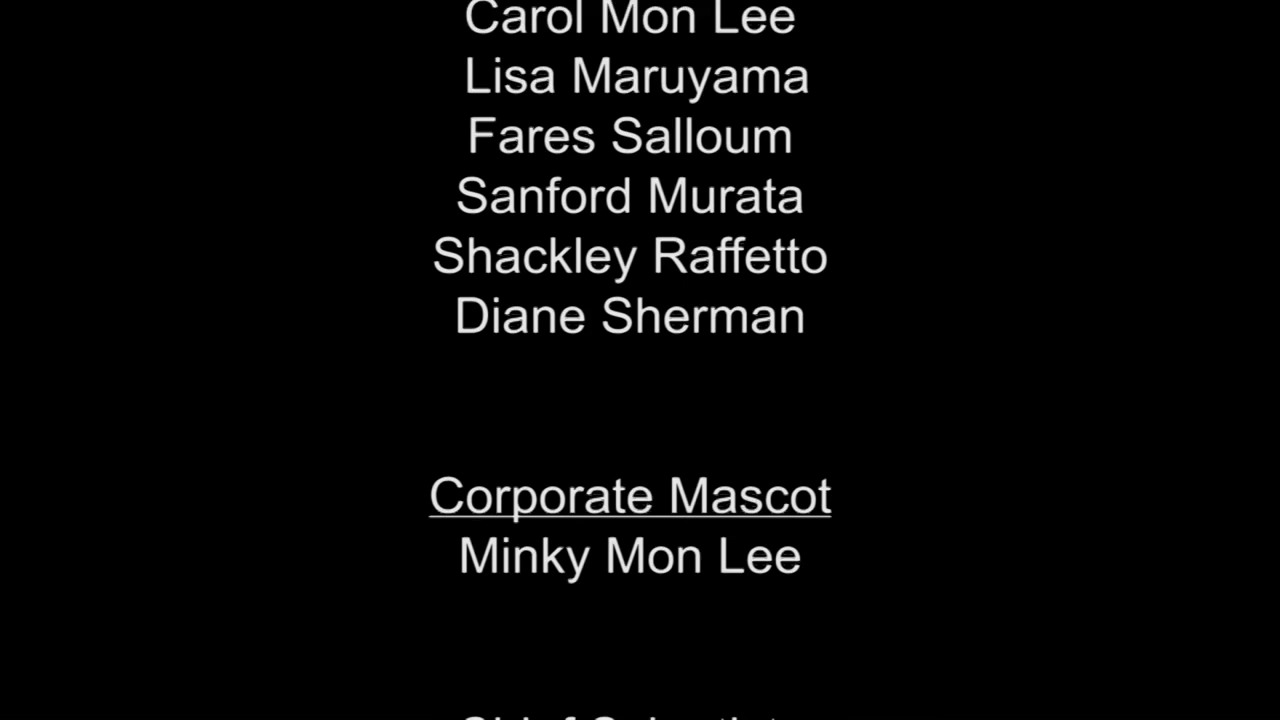 Carol Mon Lee
Lisa Maruyama
Fares Salloum
Sanford Murata
Shackley Raffetto
Diane Sherman
Corporate Mascot
Minky Mon Lee